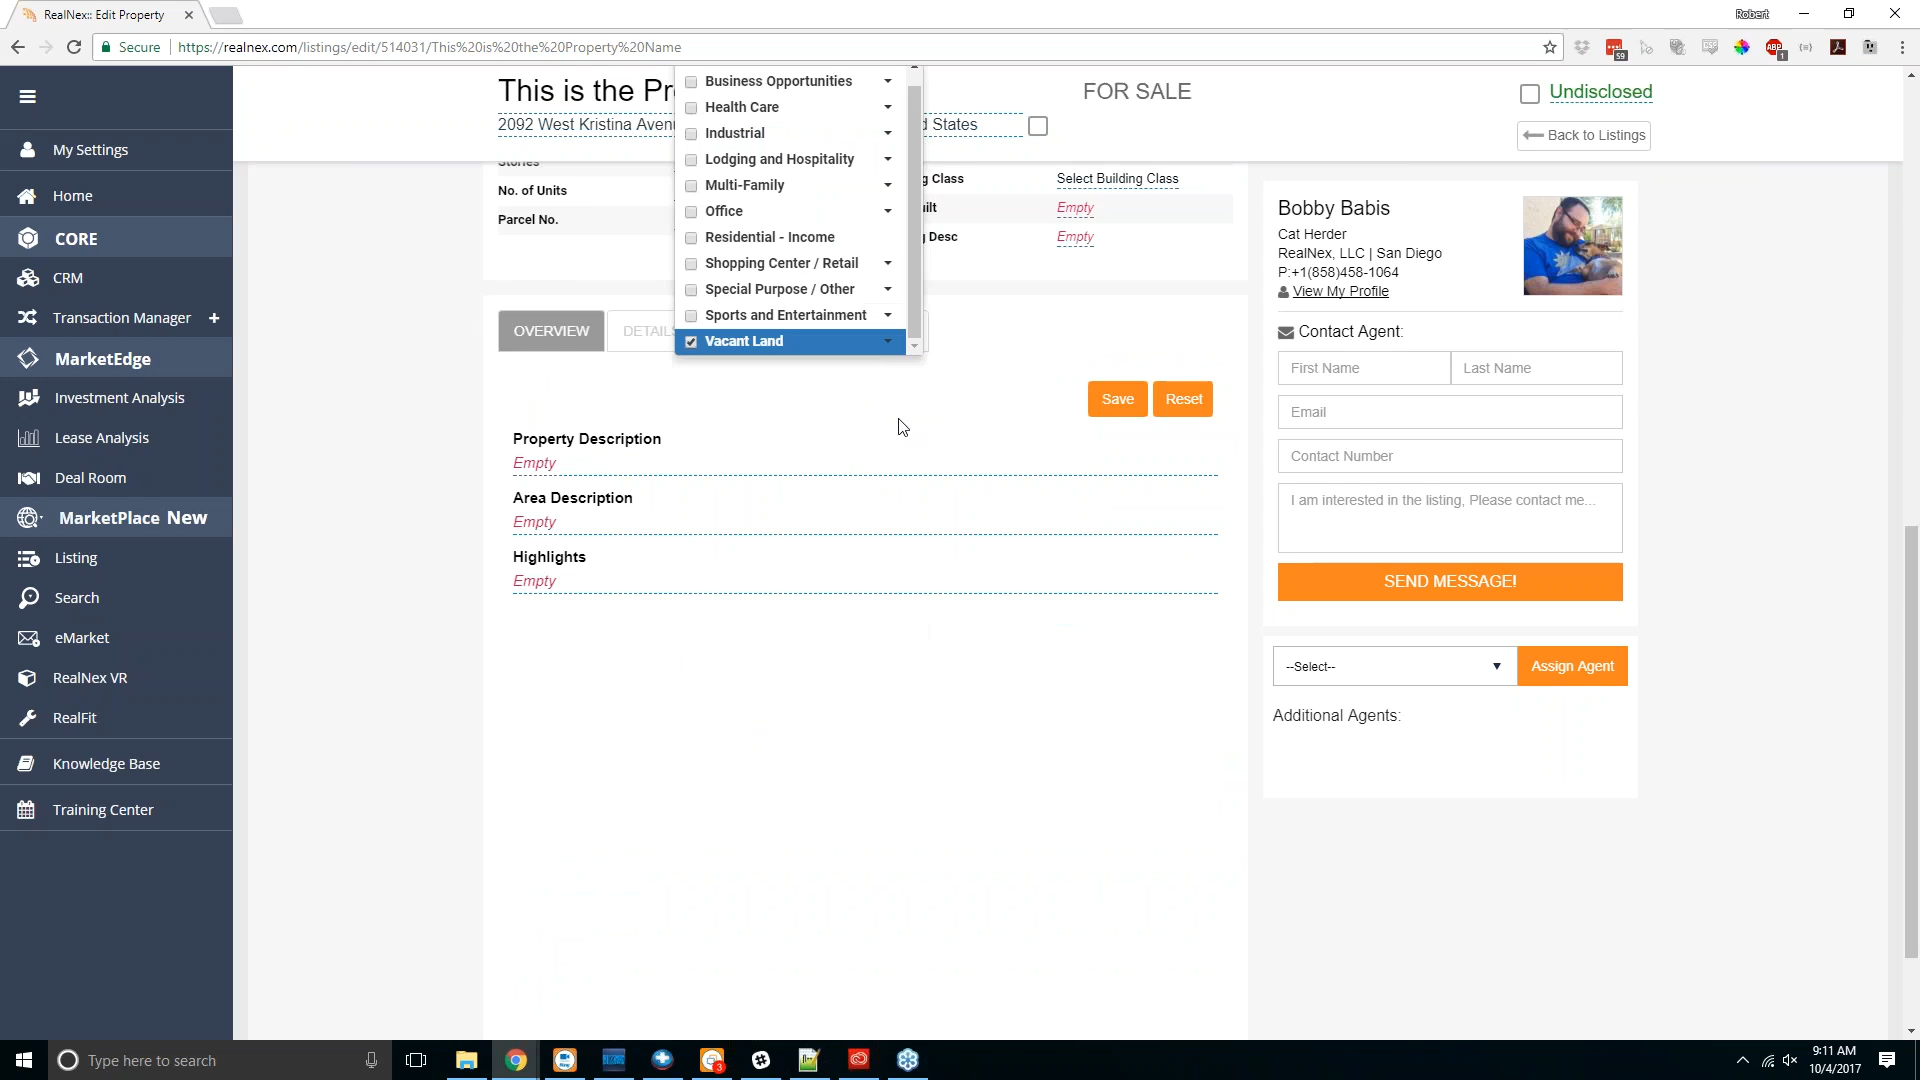 RealNex:: Edit Property
Robert
Secure
https://realnex.com/listings/edit/514031/This%20is%20the%20Property%20Name
59
ABP
1
This is the Pr
FOR SALE
Undisclosed
2092 West Kristina Avenu
d States
Back to Listings
My Settings
Home
CORE
CRM
Transaction Manager +
MarketEdge
Investment Analysis
Lease Analysis
Deal Room
MarketPlace New
Listing
Search
eMarket
RealNex VR
RealFit
Knowledge Base
Training Center
Business Opportunities
Health Care
Industrial
Lodging and Hospitality
Multi-Family
Office
Residential - Income
Shopping Center / Retail
Special Purpose / Other
Sports and Entertainment
Vacant Land
Stories
No. of Units
Parcel No.
g Class
Select Building Class
ilt
Empty
g Desc
Empty
OVERVIEW
DETAILS
Save
Reset
Property Description
Empty
Area Description
Empty
Highlights
Empty
Bobby Babis
Cat Herder
RealNex, LLC | San Diego
P:+1(858)458-1064
View My Profile
Contact Agent:
First Name
Last Name
Email
Contact Number
I am interested in the listing, Please contact me...
SEND MESSAGE!
--Select--
Assign Agent
Additional Agents:
Type here to search
3
9:11 AM
10/4/2017